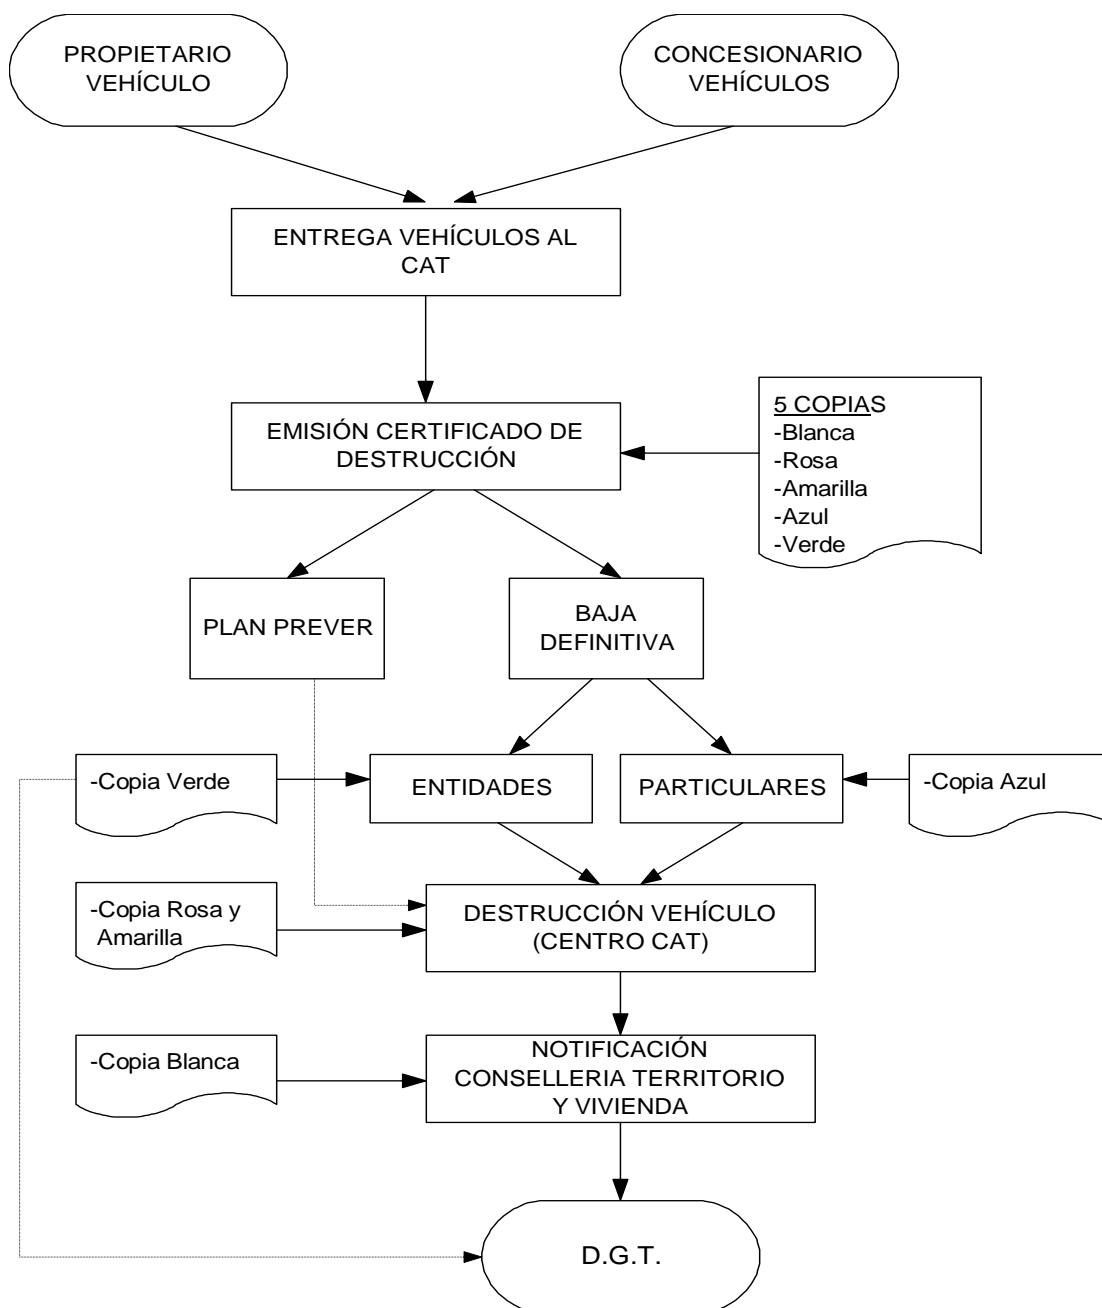 PROPIETARIO
VEHÍCULO
CONCESIONARIO
VEHÍCULOS
ENTREGA VEHÍCULOS AL
CAT
EMISIÓN CERTIFICADO DE
DESTRUCCIÓN
5 COPIAS
-Blanca
-Rosa
-Amarilla
-Azul
-Verde
PLAN PREVER
BAJA
DEFINITIVA
-Copia Verde
ENTIDADES
PARTICULARES
-Copia Azul
-Copia Rosa y
Amarilla
DESTRUCCIÓN VEHÍCULO
(CENTRO CAT)
-Copia Blanca
NOTIFICACIÓN
CONSELLERIA TERRITORIO
Y VIVIENDA
D.G.T.